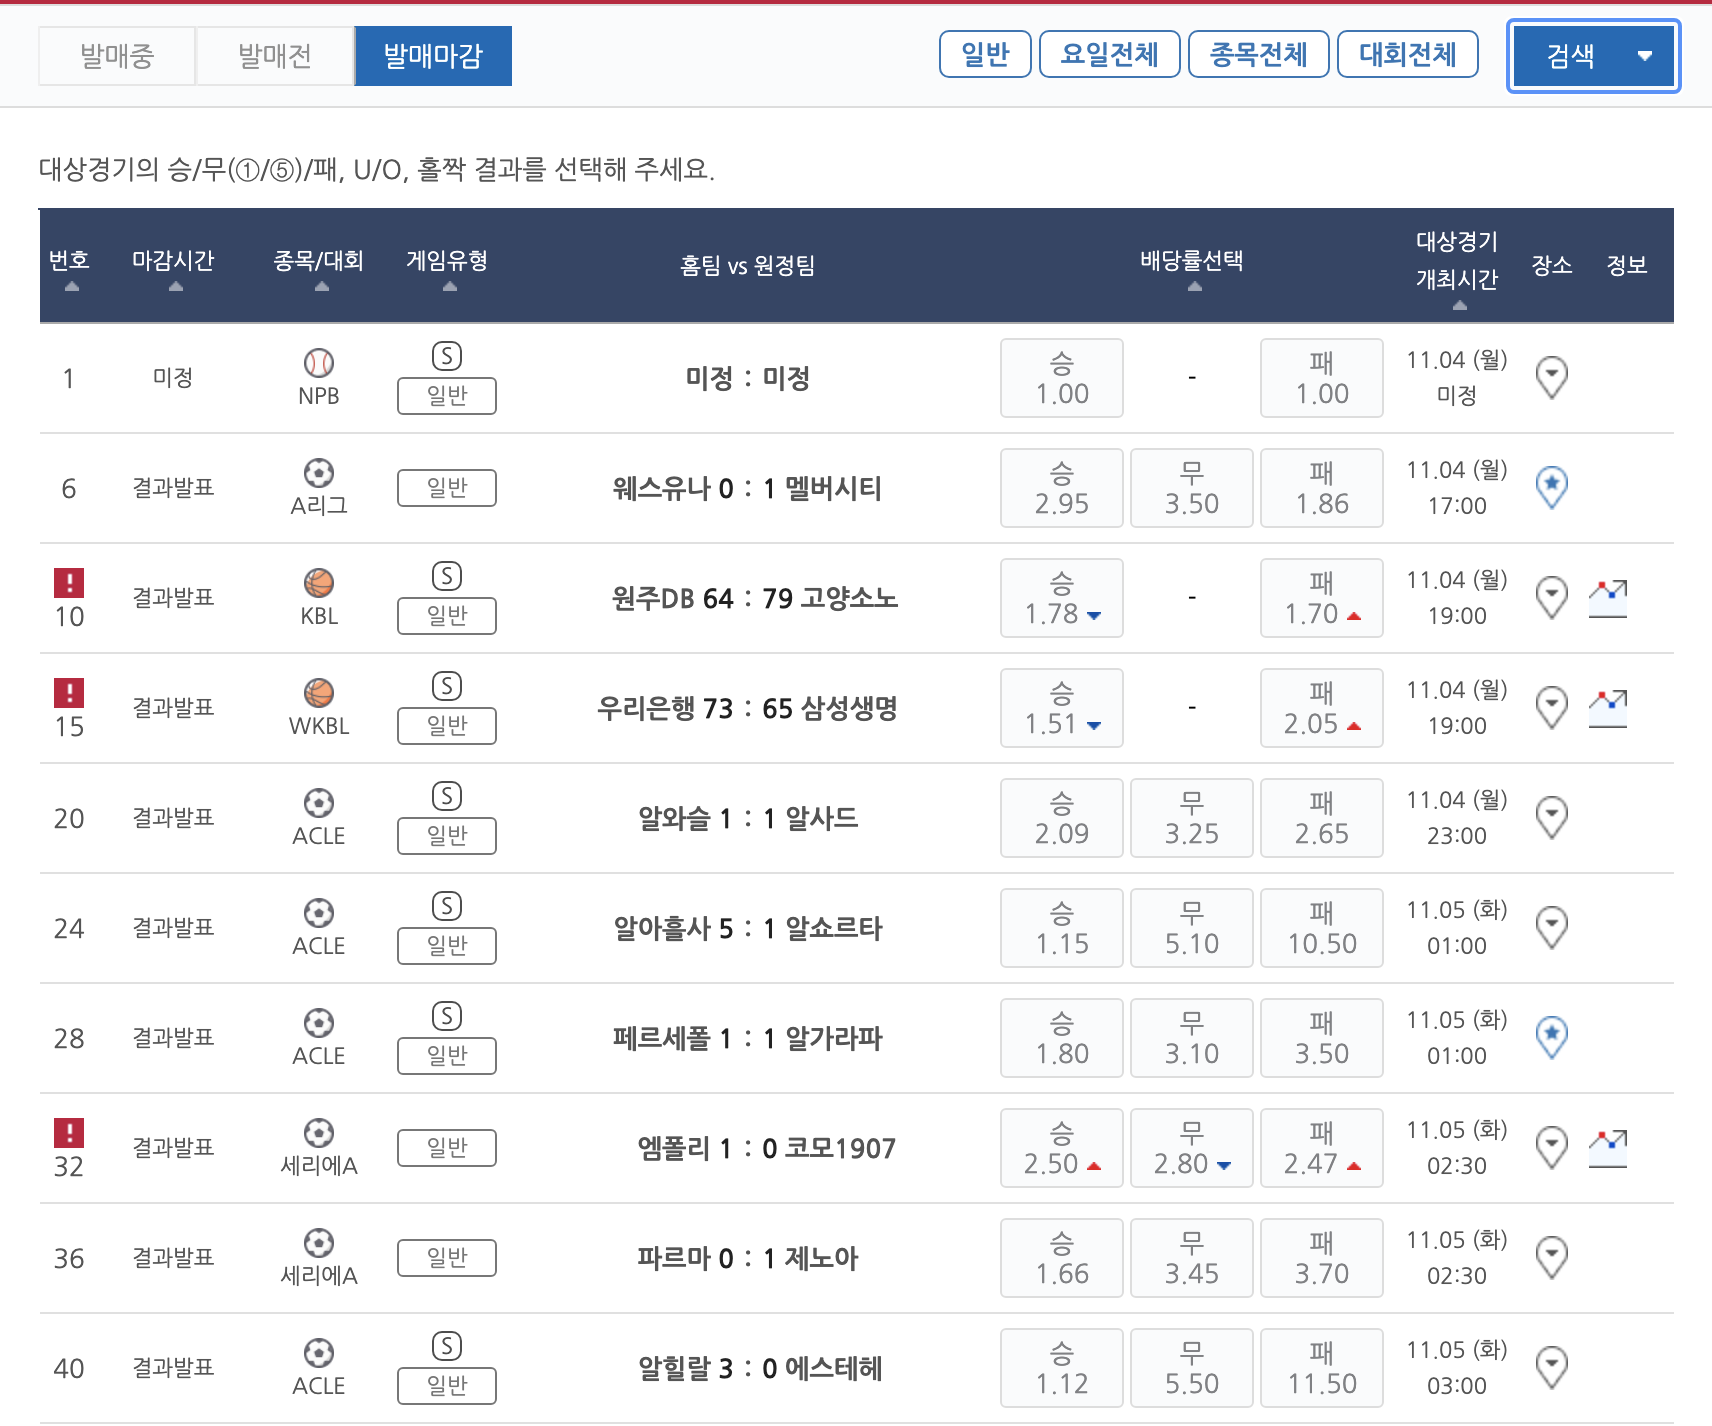 발매중 발매전 발매마감 일반 요일전체 종목전체 대회전체 검색
대상경기의 승/무(①/⑤)/패, U/O, 홀짝 결과를 선택해 주세요.
번호 마감시간 종목/대회 게임유형 홈팀 vs 원정팀 배당률선택 대상경기 개최시간 장소 정보
1 미정 NPB S 일반 미정 : 미정 승 1.00 - 패 1.00 11.04 (월) 미정
6 결과발표 A리그 일반 웨스유나 0 : 1 멜버시티 승 2.95 무 3.50 패 1.86 11.04 (월) 17:00
! 10 결과발표 KBL S 일반 원주DB 64 : 79 고양소노 승 1.78 - 패 1.70 11.04 (월) 19:00
! 15 결과발표 WKBL S 일반 우리은행 73 : 65 삼성생명 승 1.51 - 패 2.05 11.04 (월) 19:00
20 결과발표 ACLE S 일반 알와슬 1 : 1 알사드 승 2.09 무 3.25 패 2.65 11.04 (월) 23:00
24 결과발표 ACLE S 일반 알아흘사 5 : 1 알쇼르타 승 1.15 무 5.10 패 10.50 11.05 (화) 01:00
28 결과발표 ACLE S 일반 페르세폴 1 : 1 알가라파 승 1.80 무 3.10 패 3.50 11.05 (화) 01:00
! 32 결과발표 세리에A 일반 엠폴리 1 : 0 코모1907 승 2.50 무 2.80 패 2.47 11.05 (화) 02:30
36 결과발표 세리에A 일반 파르마 0 : 1 제노아 승 1.66 무 3.45 패 3.70 11.05 (화) 02:30
40 결과발표 ACLE S 일반 알힐랄 3 : 0 에스테헤 승 1.12 무 5.50 패 11.50 11.05 (화) 03:00